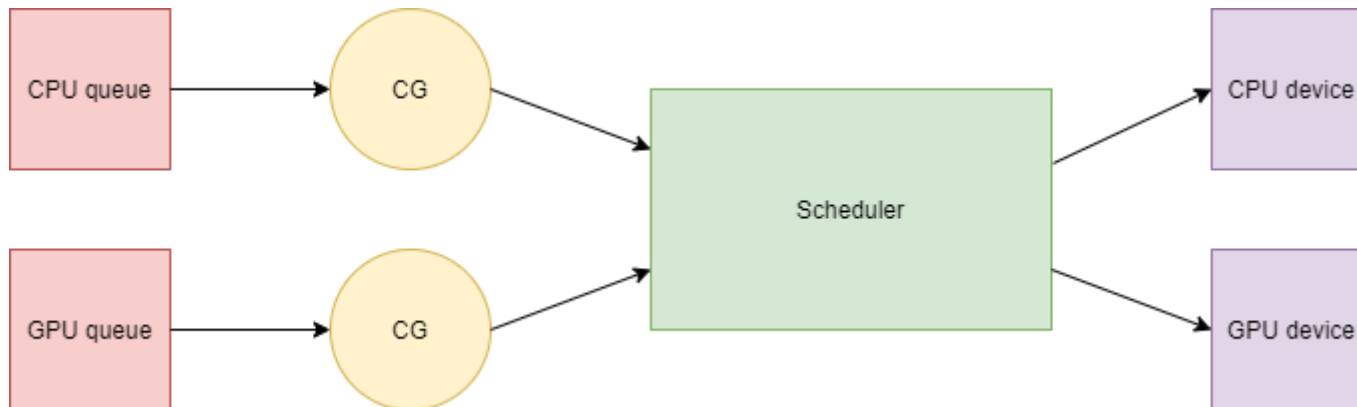 CPU queue
CG
CPU device
Scheduler
GPU queue
CG
GPU device